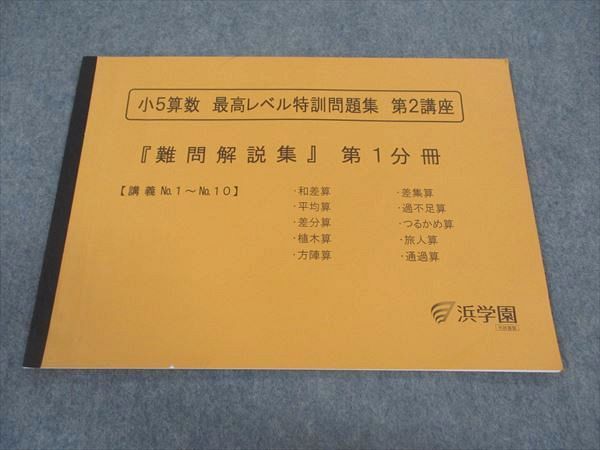 小5算数 最高レベル特訓問題集 第2講座
『難問解説集』 第1分冊
【講義 No.1～No.10】
・和差算
・平均算
・差分算
・植木算
・方陣算
・差集算
・過不足算
・つるかめ算
・旅人算
・通過算
浜学園